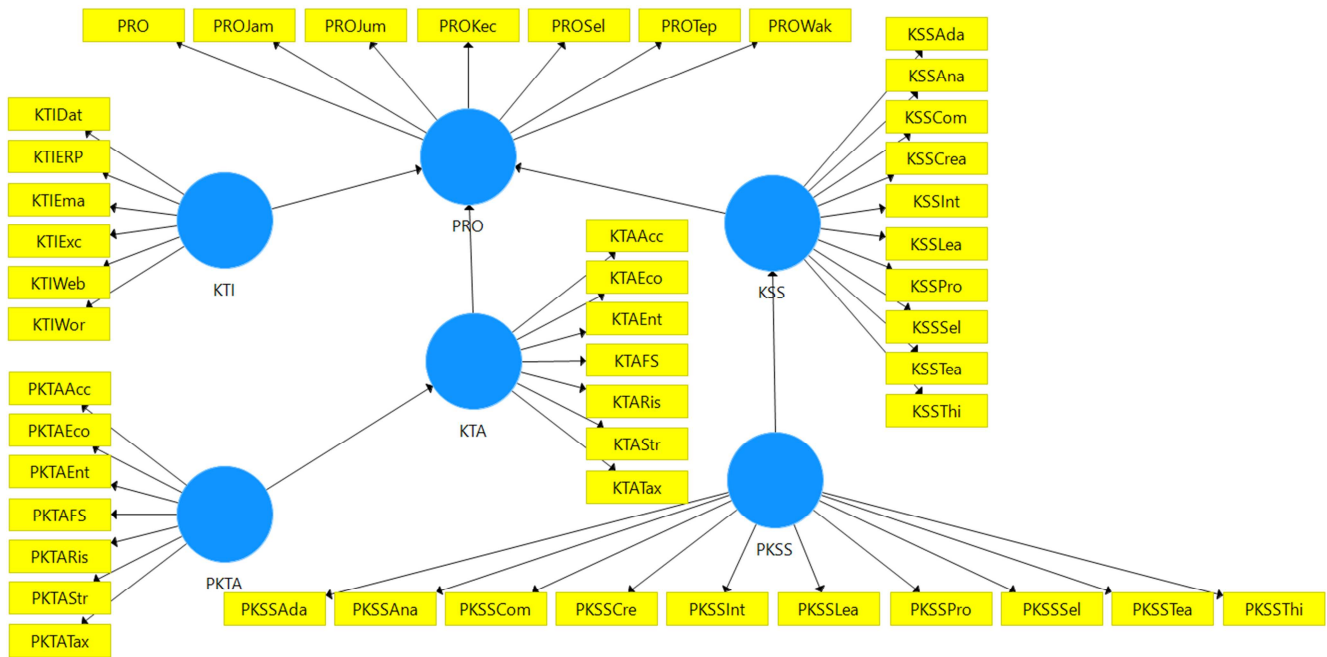 PRO
PROJam
PROJum
PROKec
PROSel
PROTep
PROWak
KSSAda
KSSAna
KSSCom
KSSCrea
KSSInt
KSSLea
KSSPro
KSSSel
KSSTea
KSSThi
KTIDat
KTIERP
KTIEma
KTIExc
KTIWeb
KTIWor
KTI
PRO
KSS
KTAAcc
KTAEco
KTAEnt
KTAFS
KTARis
KTAStr
KTATax
KTA
PKTAAcc
PKTAEco
PKTAEnt
PKTAFS
PKTARis
PKTAStr
PKTATax
PKTA
PKSS
PKSSAda
PKSSAna
PKSSCom
PKSSCre
PKSSInt
PKSSLea
PKSSPro
PKSSSel
PKSSTea
PKSSThi